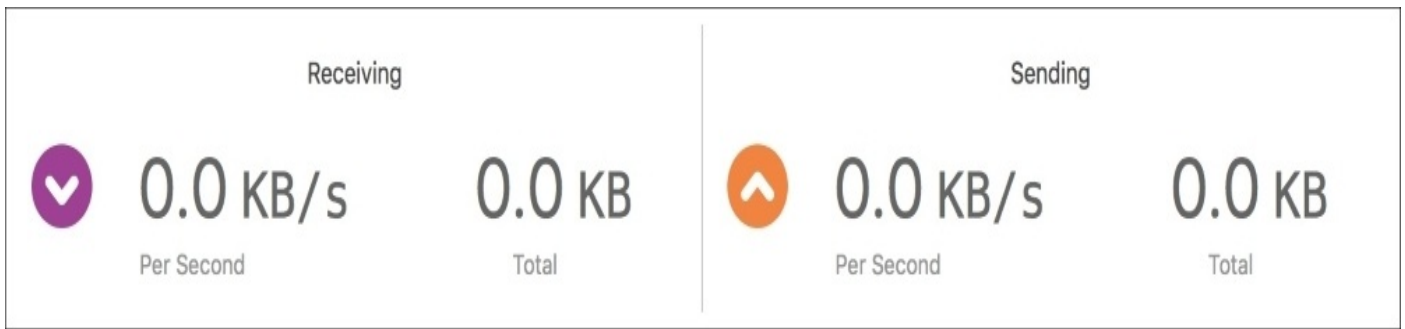 Receiving
0.0 KB/s
Per Second
0.0 KB
Total
Sending
0.0 KB/s
Per Second
0.0 KB
Total